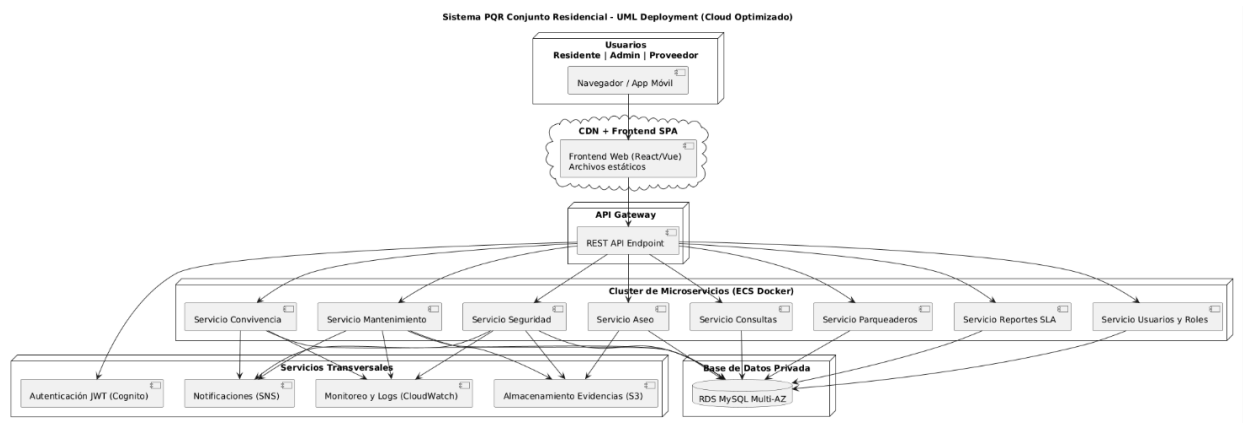 Sistema PQR Conjunto Residencial - UML Deployment (Cloud Optimizado)
Usuarios
Residente | Admin | Proveedor
Navegador / App Móvil
CDN + Frontend SPA
Frontend Web (React/Vue)
Archivos estáticos
API Gateway
REST API Endpoint
Cluster de Microservicios (ECS Docker)
Servicio Convivencia
Servicio Mantenimiento
Servicio Seguridad
Servicio Aseo
Servicio Consultas
Servicio Parqueaderos
Servicio Reportes SLA
Servicio Usuarios y Roles
Servicios Transversales
Autenticación JWT (Cognito)
Notificaciones (SNS)
Monitoreo y Logs (CloudWatch)
Almacenamiento Evidencias (S3)
Base de Datos Privada
RDS MySQL Multi-AZ